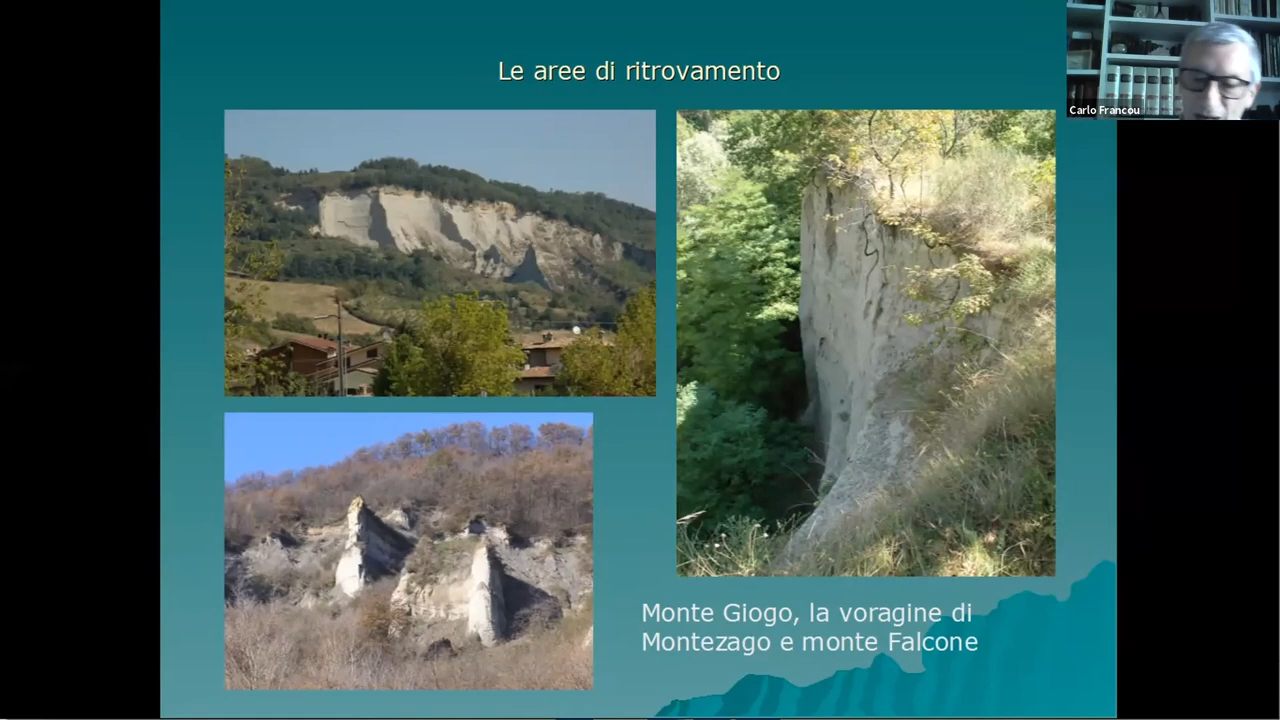 Le aree di ritrovamento
Carlo Francou
Monte Giogo, la voragine di
Montezago e monte Falcone